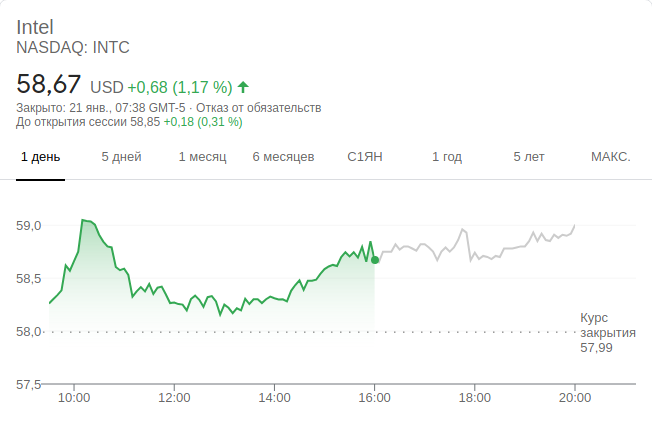 Intel
NASDAQ: INTC
58,67 USD +0,68 (1,17 %)
Закрыто: 21 янв., 07:38 GMT-5 · Отказ от обязательств
До открытия сессии 58,85 +0,18 (0,31 %)
1 день 5 дней 1 месяц 6 месяцев С1ЯН 1 год 5 лет МАКС.
59,0
58,5
58,0
Курс
закрытия
57,99
57,5
10:00 12:00 14:00 16:00 18:00 20:00